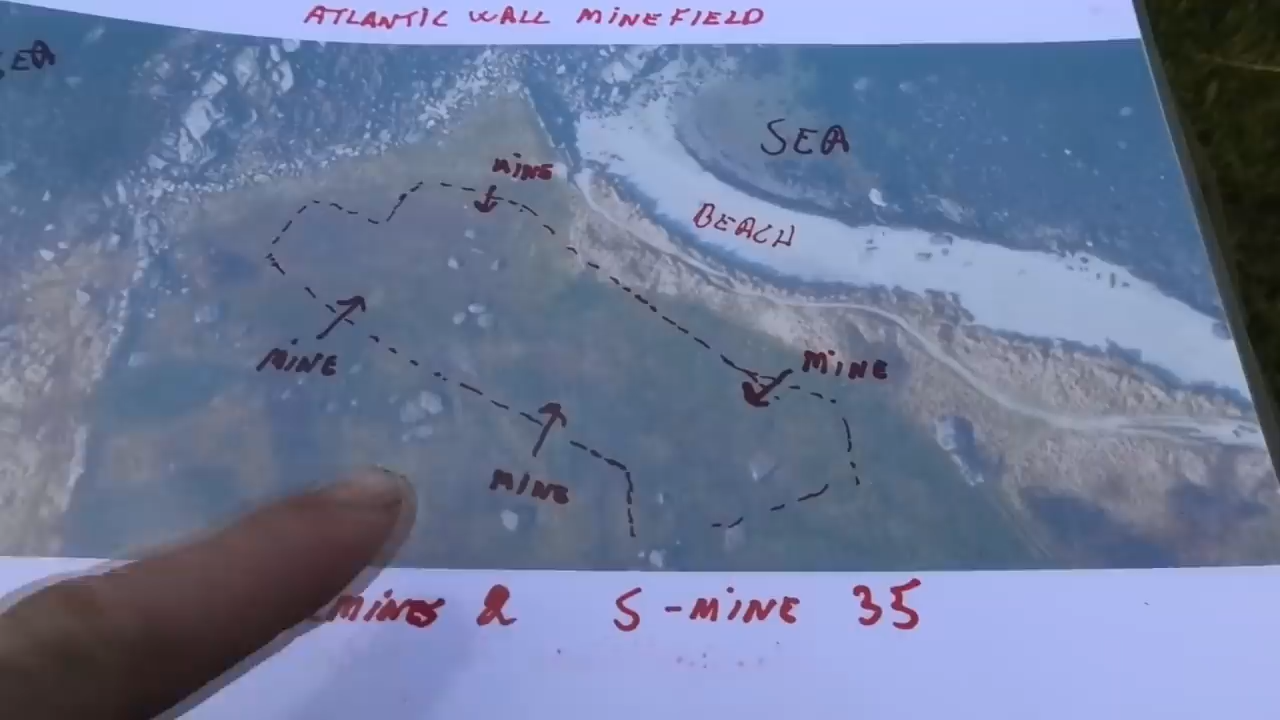 ATLANTIC WALL MINEFIELD
SEA
SEA
MINE
BEACH
MINE
MINE
MINE
MINES & S-MINE 35